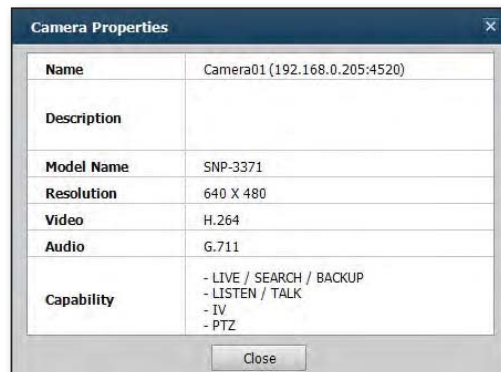 Camera Properties
Name Camera01 (192.168.0.205:4520)
Description
Model Name SNP-3371
Resolution 640 X 480
Video H.264
Audio G.711
Capability
- LIVE / SEARCH / BACKUP
- LISTEN / TALK
- IV
- PTZ
Close